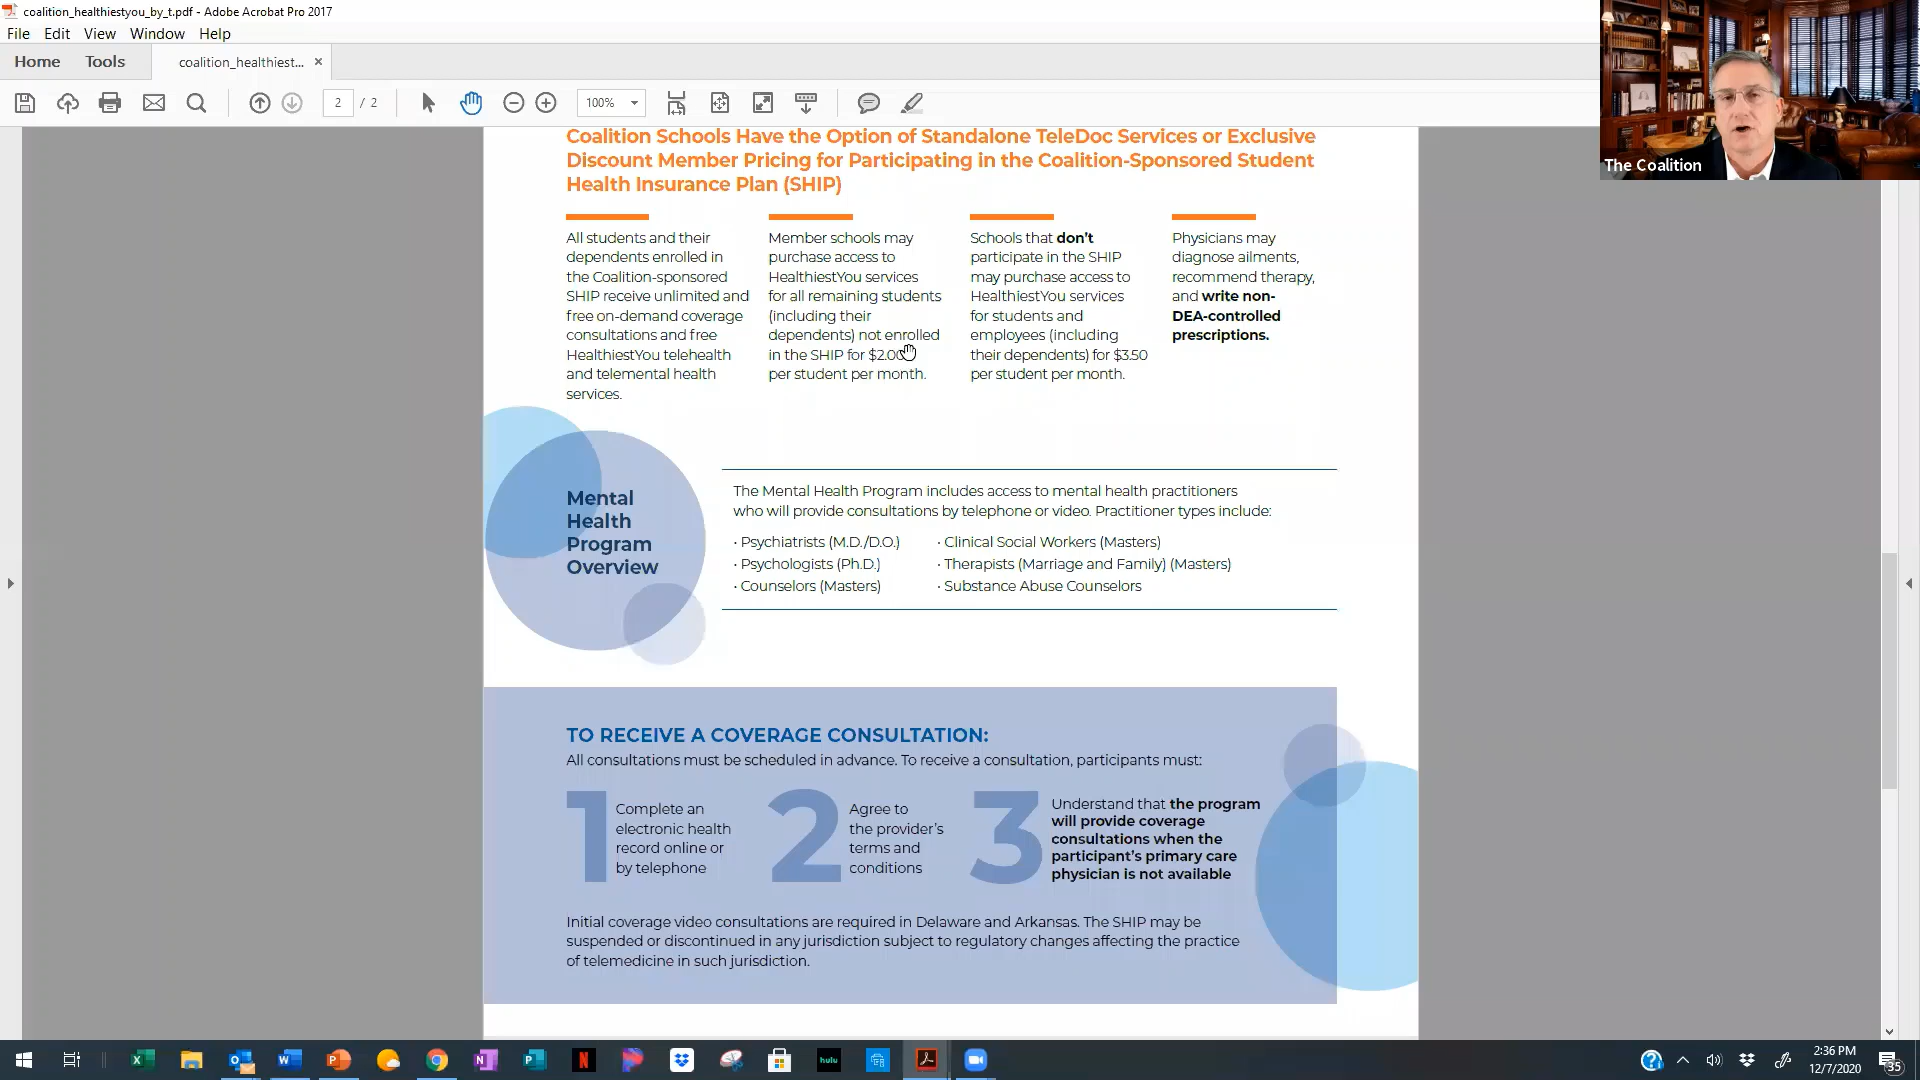 coalition_healthiestyou_by_t.pdf - Adobe Acrobat Pro 2017
File Edit View Window Help
Home Tools coalition_healthiest... ×
2 / 2 100%
The Coalition
Coalition Schools Have the Option of Standalone TeleDoc Services or Exclusive
Discount Member Pricing for Participating in the Coalition-Sponsored Student
Health Insurance Plan (SHIP)
All students and their
dependents enrolled in
the Coalition-sponsored
SHIP receive unlimited and
free on-demand coverage
consultations and free
HealthiestYou telehealth
and telemental health
services.
Member schools may
purchase access to
HealthiestYou services
for all remaining students
(including their
dependents) not enrolled
in the SHIP for $2.00
per student per month.
Schools that don't
participate in the SHIP
may purchase access to
HealthiestYou services
for students and
employees (including
their dependents) for $3.50
per student per month.
Physicians may
diagnose ailments,
recommend therapy,
and write non-
DEA-controlled
prescriptions.
Mental
Health
Program
Overview
The Mental Health Program includes access to mental health practitioners
who will provide consultations by telephone or video. Practitioner types include:
· Psychiatrists (M.D./D.O.)
· Psychologists (Ph.D.)
· Counselors (Masters)
· Clinical Social Workers (Masters)
· Therapists (Marriage and Family) (Masters)
· Substance Abuse Counselors
TO RECEIVE A COVERAGE CONSULTATION:
All consultations must be scheduled in advance. To receive a consultation, participants must:
1
Complete an
electronic health
record online or
by telephone
2
Agree to
the provider's
terms and
conditions
3
Understand that the program
will provide coverage
consultations when the
participant's primary care
physician is not available
Initial coverage video consultations are required in Delaware and Arkansas. The SHIP may be
suspended or discontinued in any jurisdiction subject to regulatory changes affecting the practice
of telemedicine in such jurisdiction.
hulu
2:36 PM
12/7/2020
35